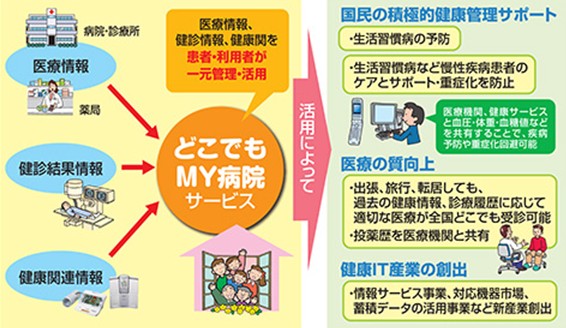 病院・診療所
医療情報
薬局
健診結果情報
健康関連情報
医療情報、
健診情報、健康関を
患者・利用者が
一元管理・活用
どこでも
MY病院
サービス
活用によって
国民の積極的健康管理サポート
・生活習慣病の予防
・生活習慣病など慢性疾病患者の
ケアとサポート・重症化を防止
医療機関、健康サービス
と血圧・体重・血糖値など
を共有することで、疾病
予防や重症化回避可能
医療の質向上
・出張、旅行、転居しても、
過去の健康情報、診療履歴に応じて
適切な医療が全国どこでも受診可能
・投薬歴を医療機関と共有
健康IT産業の創出
・情報サービス事業、対応機器市場、
蓄積データの活用事業など新産業創出